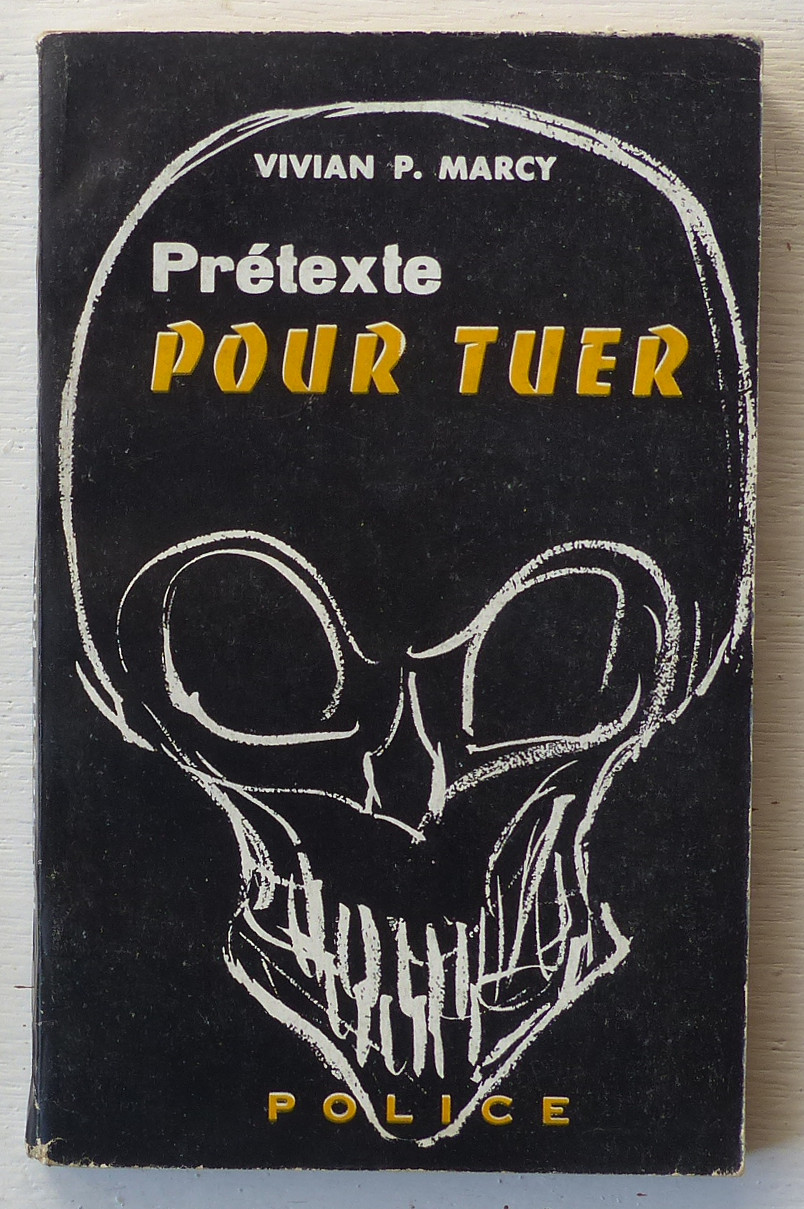 VIVIAN P. MARCY
Prétexte
POUR TUER
POLICE